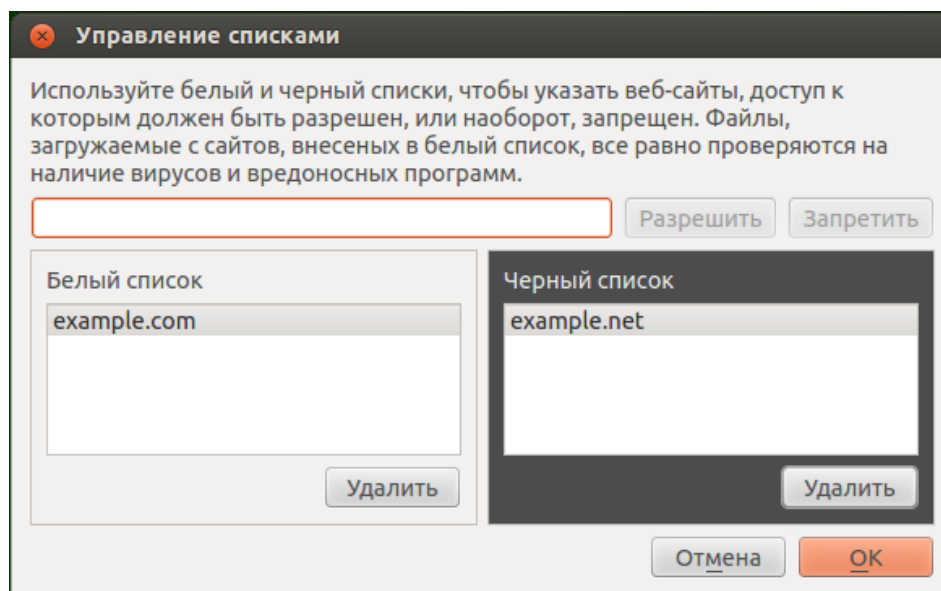 Управление списками
Используйте белый и черный списки, чтобы указать веб-сайты, доступ к
которым должен быть разрешен, или наоборот, запрещен. Файлы,
загружаемые с сайтов, внесеных в белый список, все равно проверяются на
наличие вирусов и вредоносных программ.
Разрешить Запретить
Белый список
example.com
Удалить
Черный список
example.net
Удалить
Отмена OK